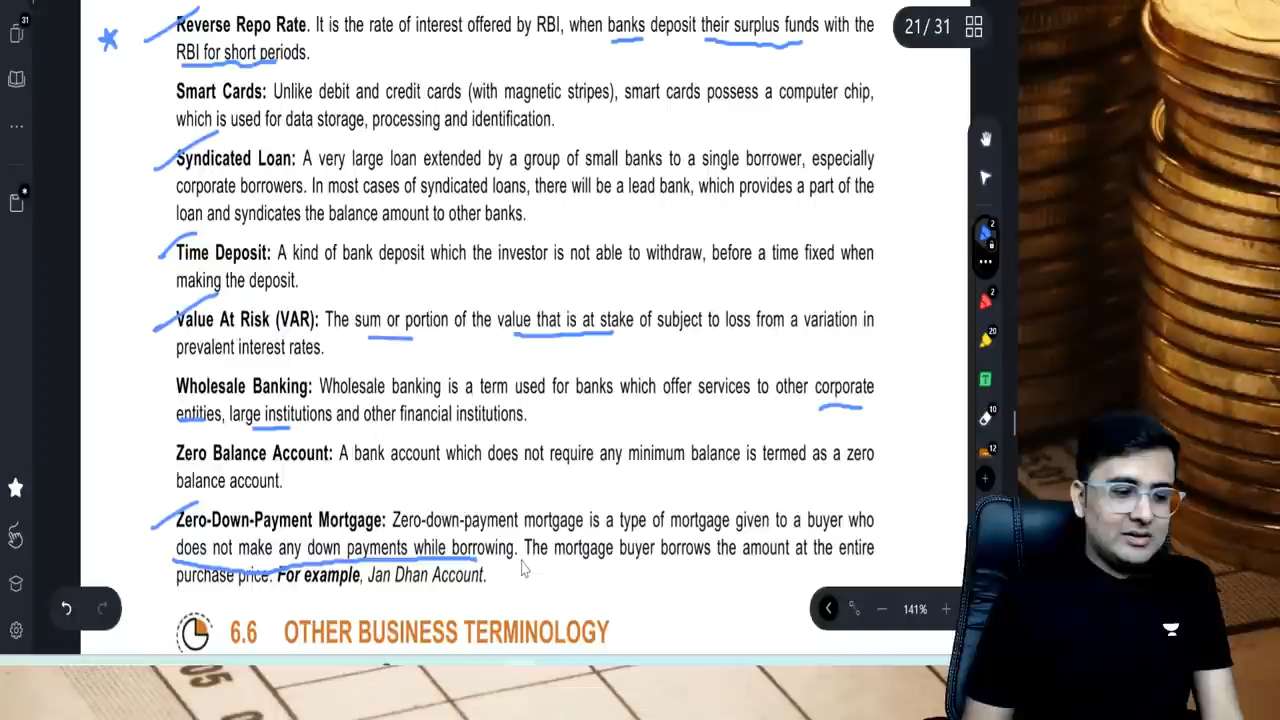 Reverse Repo Rate. It is the rate of interest offered by RBI, when banks deposit their surplus funds with the
RBI for short periods.
Smart Cards: Unlike debit and credit cards (with magnetic stripes), smart cards possess a computer chip,
which is used for data storage, processing and identification.
Syndicated Loan: A very large loan extended by a group of small banks to a single borrower, especially
corporate borrowers. In most cases of syndicated loans, there will be a lead bank, which provides a part of the
loan and syndicates the balance amount to other banks.
Time Deposit: A kind of bank deposit which the investor is not able to withdraw, before a time fixed when
making the deposit.
Value At Risk (VAR): The sum or portion of the value that is at stake of subject to loss from a variation in
prevalent interest rates.
Wholesale Banking: Wholesale banking is a term used for banks which offer services to other corporate
entities, large institutions and other financial institutions.
Zero Balance Account: A bank account which does not require any minimum balance is termed as a zero
balance account.
Zero-Down-Payment Mortgage: Zero-down-payment mortgage is a type of mortgage given to a buyer who
does not make any down payments while borrowing. The mortgage buyer borrows the amount at the entire
purchase price. For example, Jan Dhan Account.
6.6 OTHER BUSINESS TERMINOLOGY
21/31
31
2
2
20
T
10
12
141%
05